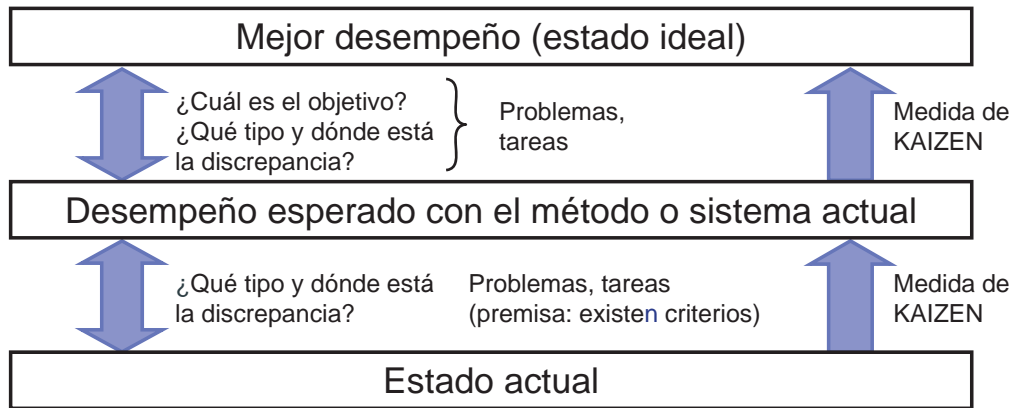 Mejor desempeño (estado ideal)
¿Cuál es el objetivo?
¿Qué tipo y dónde está
la discrepancia?
Problemas,
tareas
Medida de
KAIZEN
Desempeño esperado con el método o sistema actual
¿Qué tipo y dónde está
la discrepancia?
Problemas, tareas
(premisa: existen criterios)
Medida de
KAIZEN
Estado actual